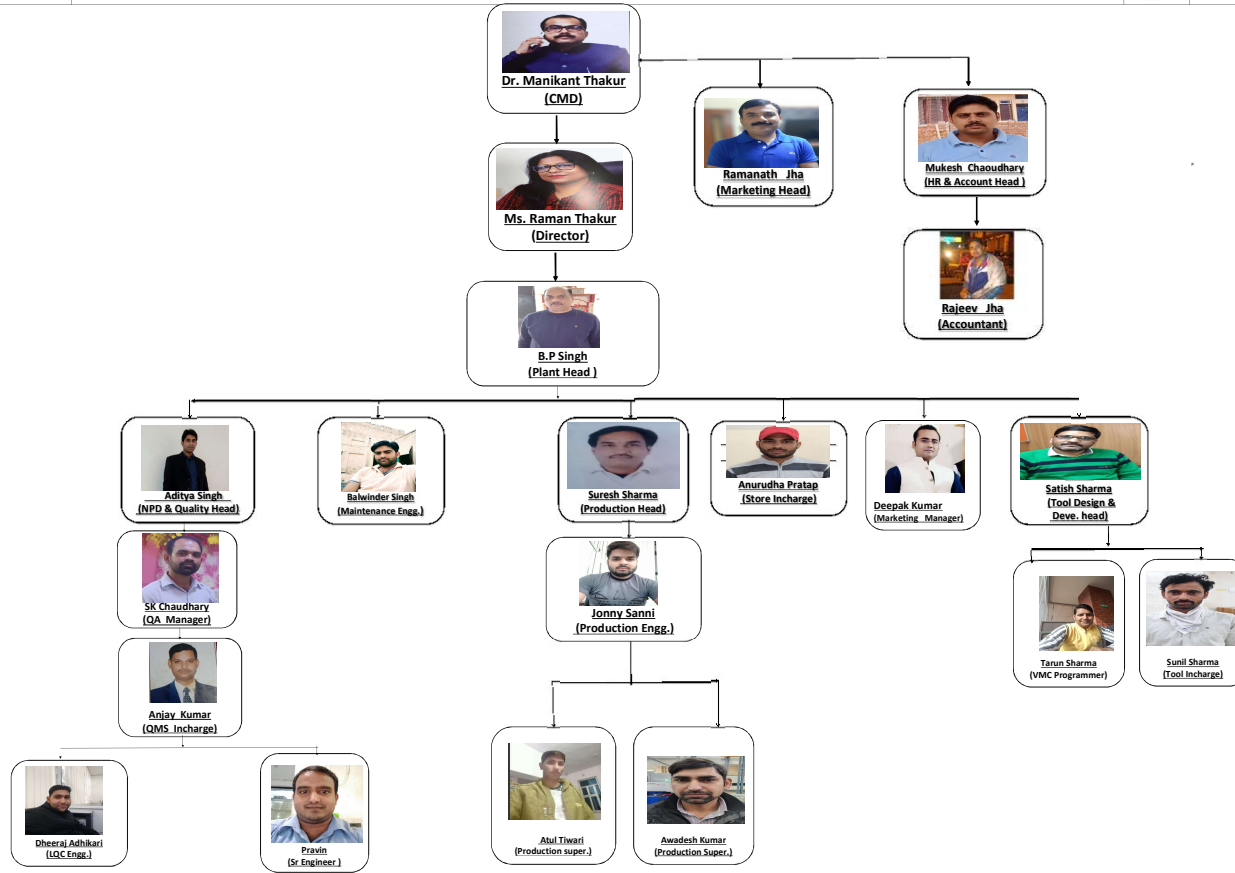 Dr. Manikant Thakur
(CMD)
Ramanath Jha
(Marketing Head)
Mukesh Chaoudhary
(HR & Account Head )
Ms. Raman Thakur
(Director)
Rajeev Jha
(Accountant)
B.P Singh
(Plant Head )
Aditya Singh
(NPD & Quality Head)
Balwinder Singh
(Maintenance Engg.)
Suresh Sharma
(Production Head)
Anurudha Pratap
(Store Incharge)
Deepak Kumar
(Marketing Manager)
Satish Sharma
(Tool Design &
Deve. head)
SK Chaudhary
(QA Manager)
Jonny Sanni
(Production Engg.)
Tarun Sharma
(VMC Programmer)
Sunil Sharma
(Tool Incharge)
Anjay Kumar
(QMS Incharge)
Dheeraj Adhikari
(LQC Engg.)
Pravin
(Sr Engineer )
Atul Tiwari
(Production super.)
Awadesh Kumar
(Production Super.)